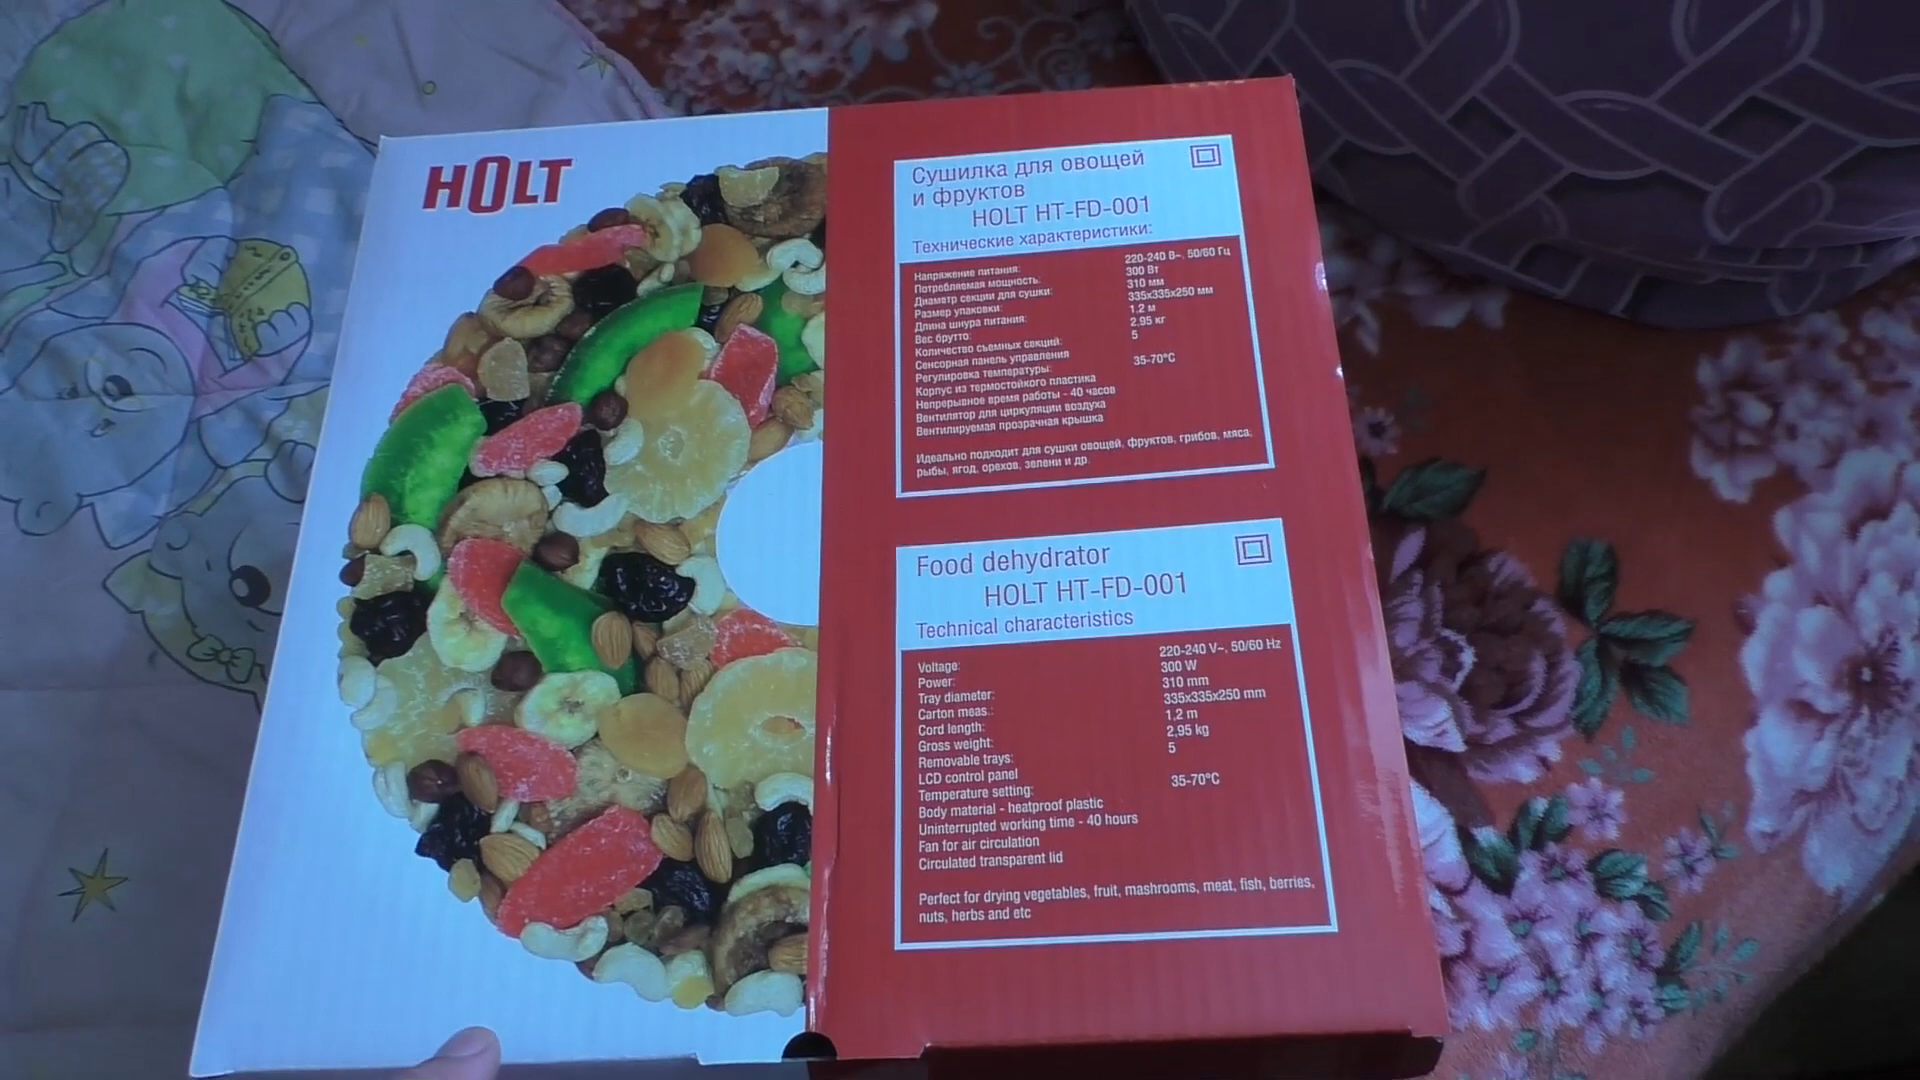 HOLT
Сушилка для овощей
и фруктов
HOLT HT-FD-001
Технические характеристики:
Напряжение питания: 220-240 В~, 50/60 Гц
Потребляемая мощность: 300 Вт
Диаметр секции для сушки: 310 мм
Размер упаковки: 335х335х250 мм
Длина шнура питания: 1,2 м
Вес брутто: 2,95 кг
Количество съемных секций: 5
Сенсорная панель управления
Регулировка температуры: 35-70°С
Корпус из термостойкого пластика
Непрерывное время работы - 40 часов
Вентилятор для циркуляции воздуха
Вентилируемая прозрачная крышка
Идеально подходит для сушки овощей, фруктов, грибов, мяса,
рыбы, ягод, орехов, зелени и др.
Food dehydrator
HOLT HT-FD-001
Technical characteristics
Voltage: 220-240 V~, 50/60 Hz
Power: 300 W
Tray diameter: 310 mm
Carton meas.: 335x335x250 mm
Cord length: 1,2 m
Gross weight: 2,95 kg
Removable trays: 5
LCD control panel
Temperature setting: 35-70°C
Body material - heatproof plastic
Uninterrupted working time - 40 hours
Fan for air circulation
Circulated transparent lid
Perfect for drying vegetables, fruit, mashrooms, meat, fish, berries,
nuts, herbs and etc